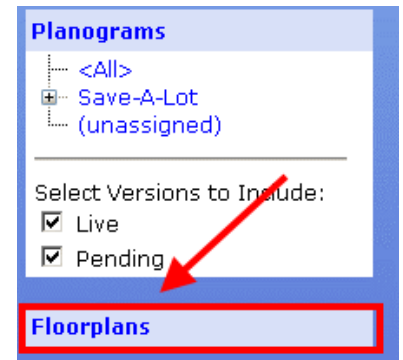 Planograms
<All>
Save-A-Lot
(unassigned)
Select Versions to Include:
Live
Pending
Floorplans